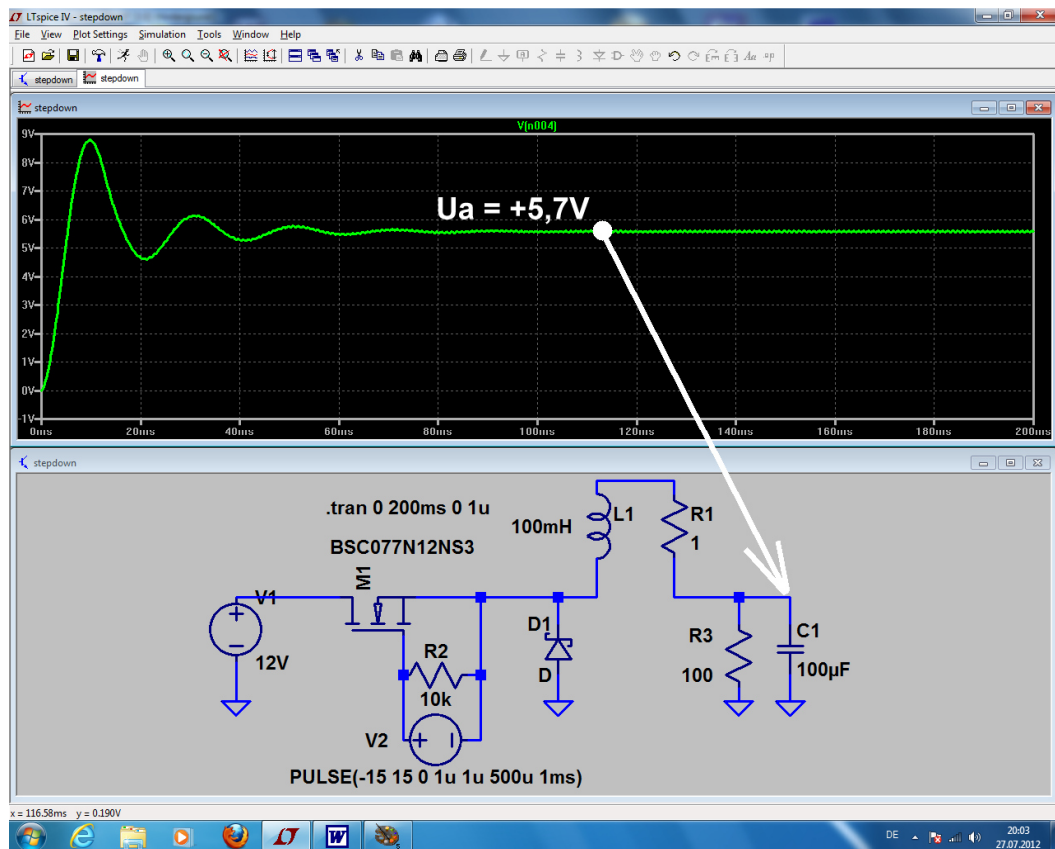 LTspice IV - stepdown
File View Plot Settings Simulation Tools Window Help
stepdown stepdown
stepdown
V(n004)
9V
8V
7V
6V
5V
4V
3V
2V
1V
0V
-1V
Ua = +5,7V
0ms 20ms 40ms 60ms 80ms 100ms 120ms 140ms 160ms 180ms 200ms
stepdown
.tran 0 200ms 0 1u
BSC077N12NS3
100mH
L1
R1
1
M1
V1
12V
R2
10k
D1
D
R3
100
C1
100µF
V2
PULSE(-15 15 0 1u 1u 500u 1ms)
x = 116.58ms y = 0.190V
DE
20:03
27.07.2012